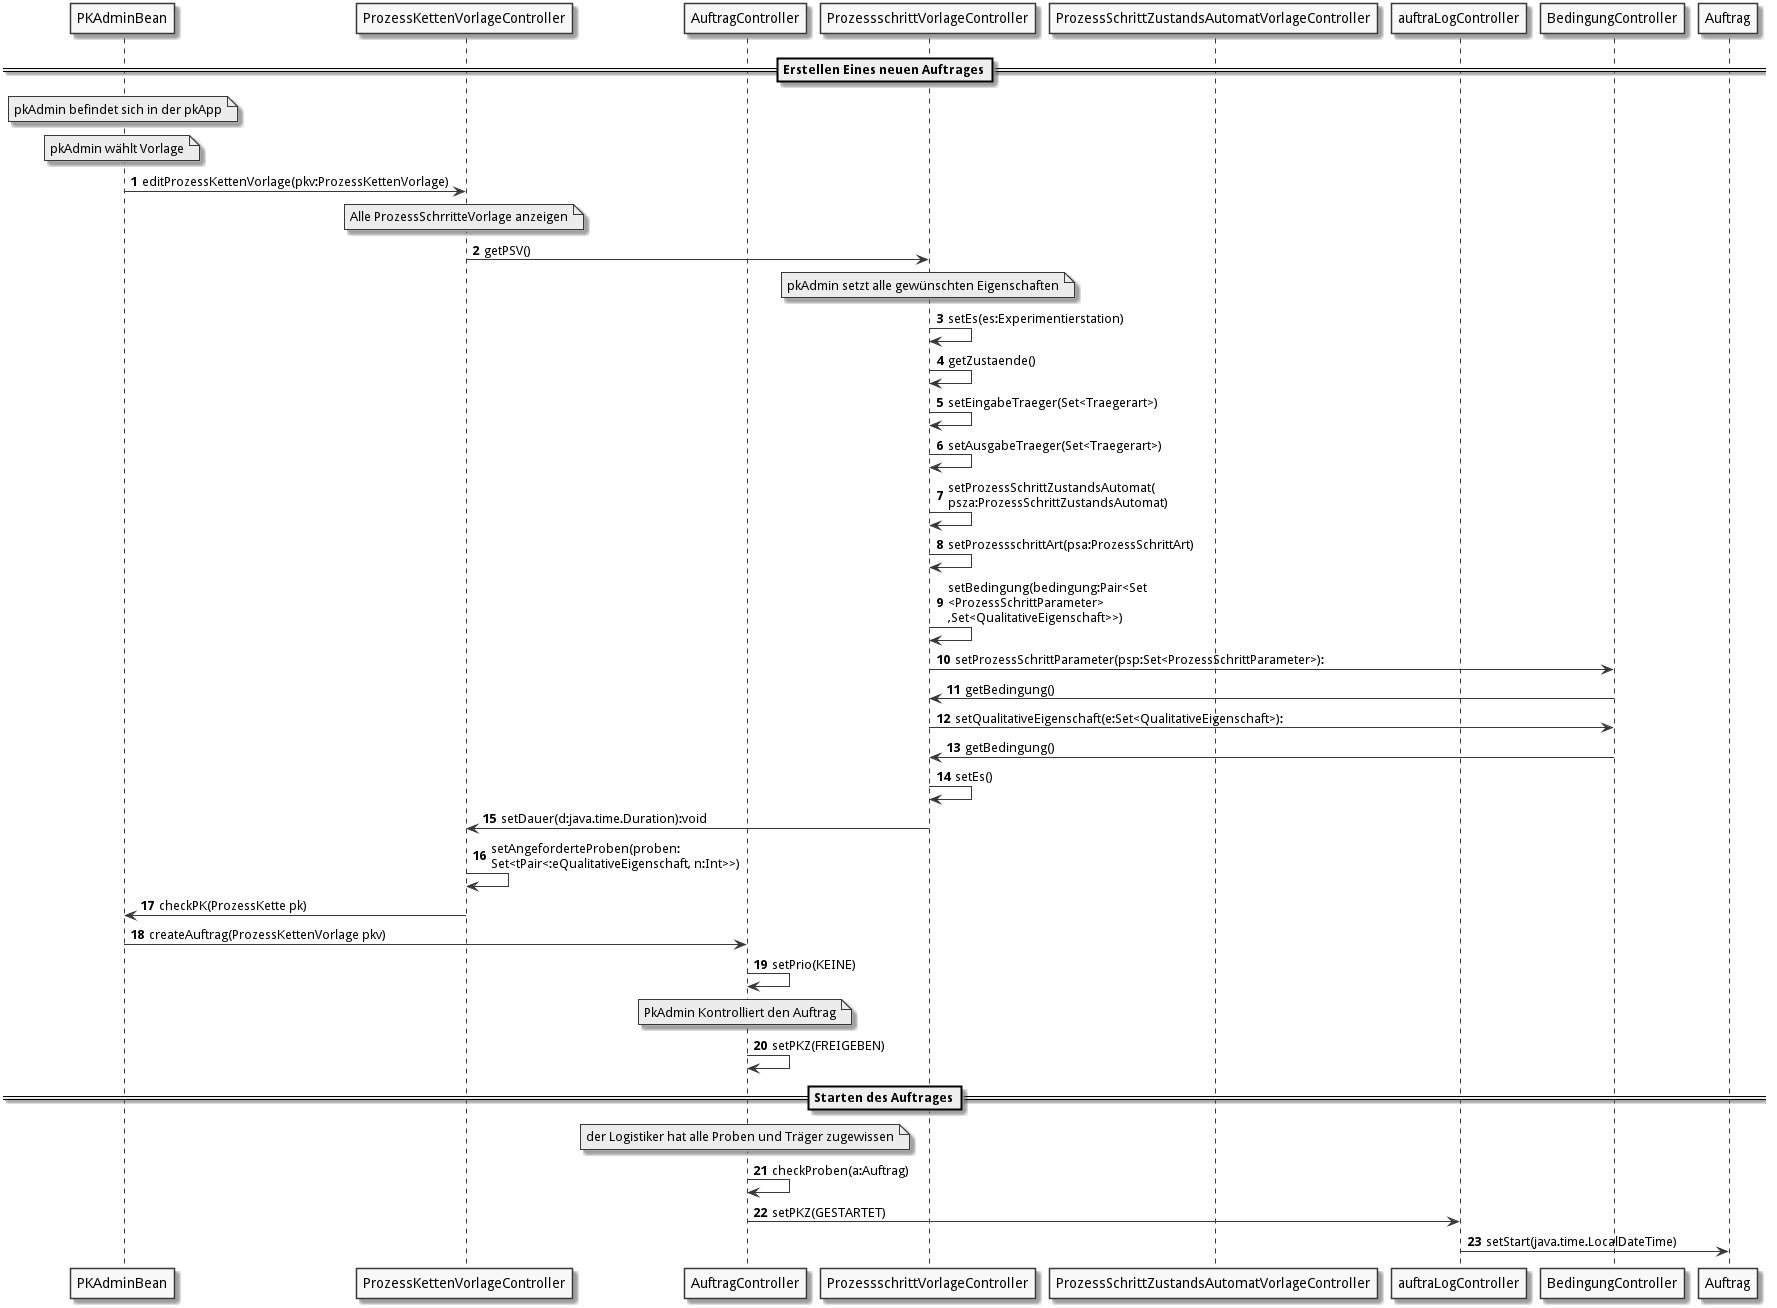 PKAdminBean
ProzessKettenVorlageController
AuftragController
ProzessschrittVorlageController
ProzessSchrittZustandsAutomatVorlageController
auftraLogController
BedingungController
Auftrag
Erstellen Eines neuen Auftrages
pkAdmin befindet sich in der pkApp
pkAdmin wählt Vorlage
1 editProzessKettenVorlage(pkv:ProzessKettenVorlage)
Alle ProzessSchrritteVorlage anzeigen
2 getPSV()
pkAdmin setzt alle gewünschten Eigenschaften
3 setEs(es:Experimentierstation)
4 getZustaende()
5 setEingabeTraeger(Set<Traegerart>)
6 setAusgabeTraeger(Set<Traegerart>)
7 setProzessSchrittZustandsAutomat(
psza:ProzessSchrittZustandsAutomat)
8 setProzessschrittArt(psa:ProzessSchrittArt)
setBedingung(bedingung:Pair<Set
9 <ProzessSchrittParameter>
,Set<QualitativeEigenschaft>>)
10 setProzessSchrittParameter(psp:Set<ProzessSchrittParameter>):
11 getBedingung()
12 setQualitativeEigenschaft(e:Set<QualitativeEigenschaft>):
13 getBedingung()
14 setEs()
15 setDauer(d:java.time.Duration):void
16 setAngeforderteProben(proben:
Set<tPair<:eQualitativeEigenschaft, n:Int>>)
17 checkPK(ProzessKette pk)
18 createAuftrag(ProzessKettenVorlage pkv)
19 setPrio(KEINE)
PkAdmin Kontrolliert den Auftrag
20 setPKZ(FREIGEBEN)
Starten des Auftrages
der Logistiker hat alle Proben und Träger zugewissen
21 checkProben(a:Auftrag)
22 setPKZ(GESTARTET)
23 setStart(java.time.LocalDateTime)
PKAdminBean
ProzessKettenVorlageController
AuftragController
ProzessschrittVorlageController
ProzessSchrittZustandsAutomatVorlageController
auftraLogController
BedingungController
Auftrag